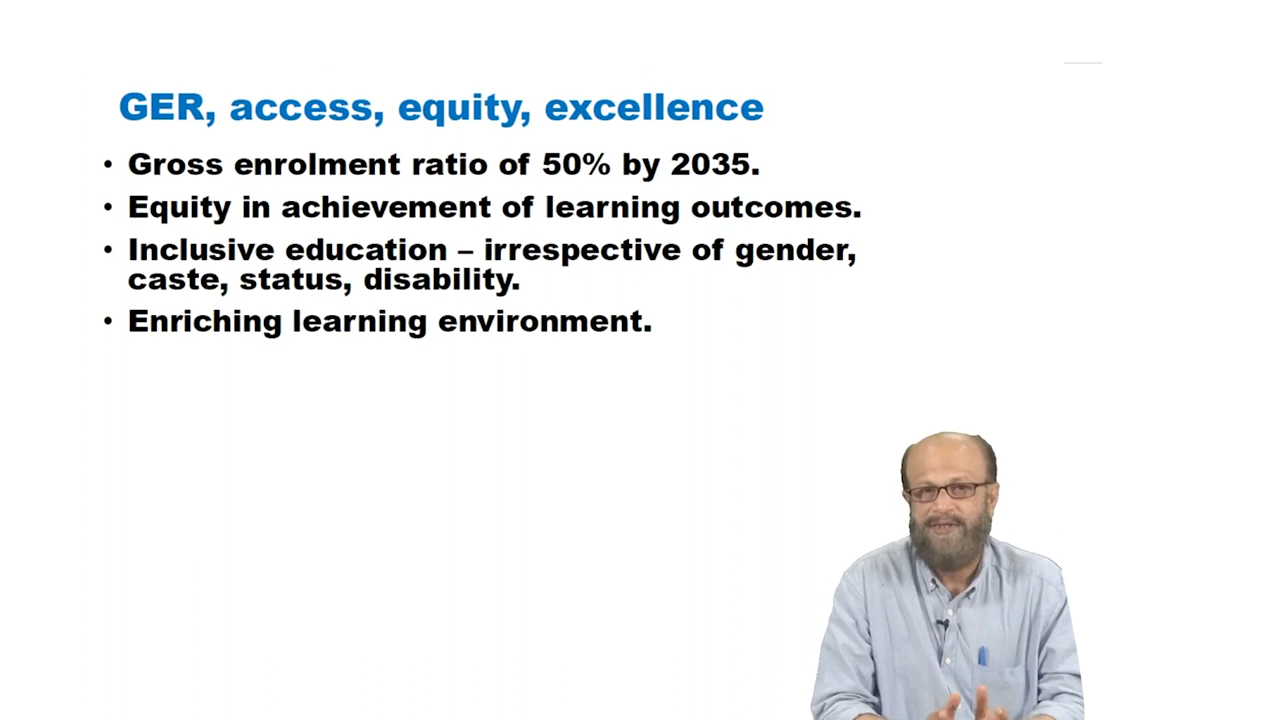 GER, access, equity, excellence
• Gross enrolment ratio of 50% by 2035.
• Equity in achievement of learning outcomes.
• Inclusive education – irrespective of gender,
caste, status, disability.
• Enriching learning environment.